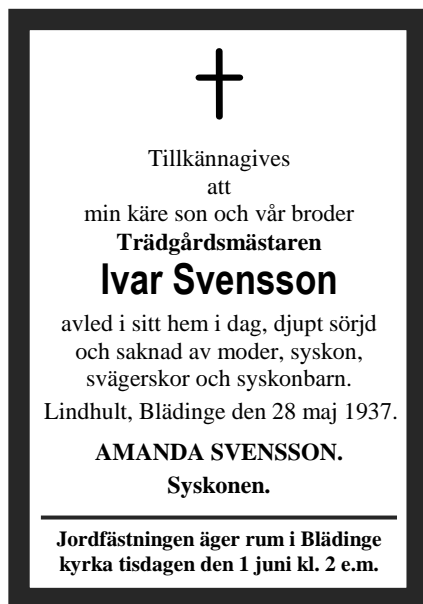 Tillkännagives
att
min käre son och vår broder
Trädgårdsmästaren
Ivar Svensson
avled i sitt hem i dag, djupt sörjd
och saknad av moder, syskon,
svägerskor och syskonbarn.
Lindhult, Blädinge den 28 maj 1937.
AMANDA SVENSSON.
Syskonen.
Jordfästningen äger rum i Blädinge
kyrka tisdagen den 1 juni kl. 2 e.m.